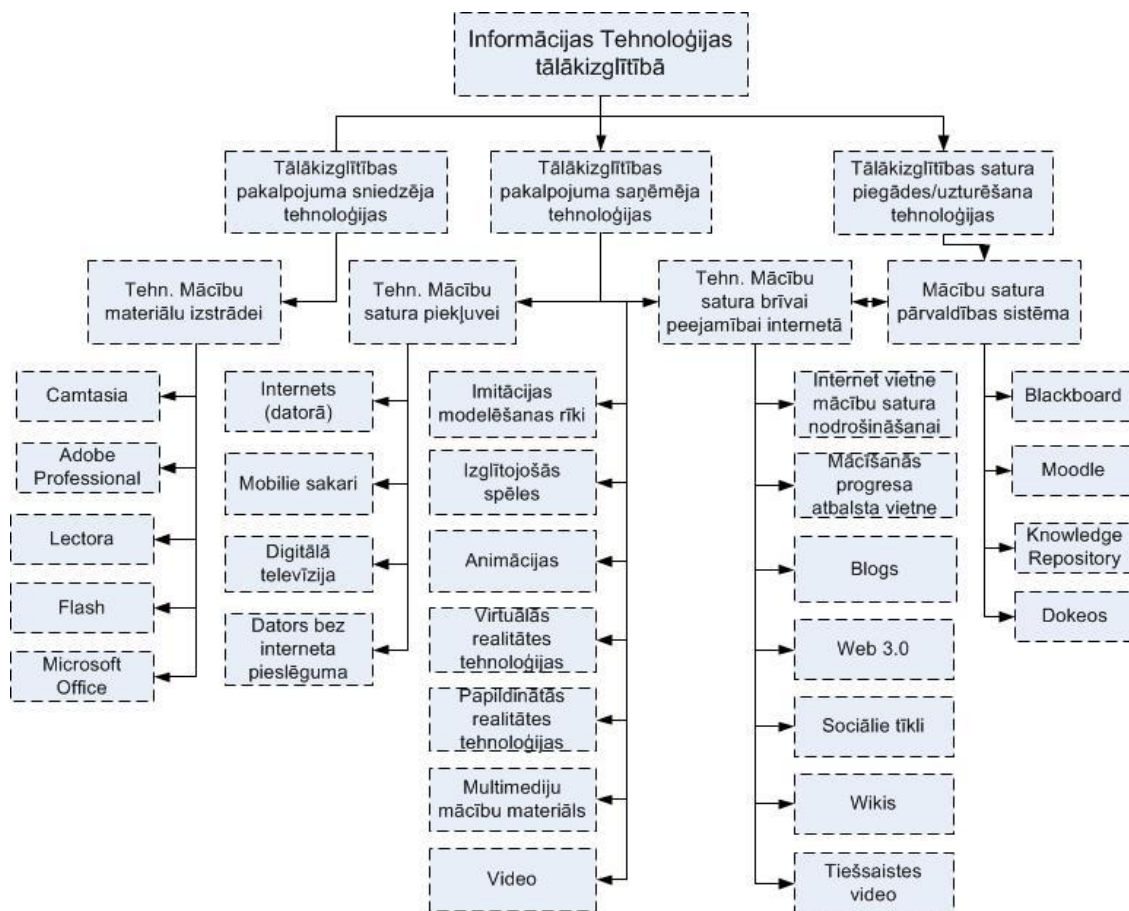 Informācijas Tehnoloģijas
tālākizglītībā
Tālākizglītības
pakalpojuma sniedzēja
tehnoloģijas
Tālākizglītības
pakalpojuma saņēmēja
tehnoloģijas
Tālākizglītības satura
piegādes/uzturēšana
tehnoloģijas
Tehn. Mācību
materiālu izstrādei
Tehn. Mācību
satura piekļuvei
Tehn. Mācību
satura brīvai
peejamībai internetā
Mācību satura
pārvaldības sistēma
Camtasia
Adobe
Professional
Lectora
Flash
Microsoft
Office
Internets
(datorā)
Mobilie sakari
Digitālā
televīzija
Dators bez
interneta
pieslēguma
Imitācijas
modelēšanas rīki
Izglītojošās
spēles
Animācijas
Virtuālās
realitātes
tehnoloģijas
Papildinātās
realitātes
tehnoloģijas
Multimediju
mācību materiāls
Video
Internet vietne
mācību satura
nodrošināšanai
Mācīšanās
progresa
atbalsta vietne
Blogs
Web 3.0
Sociālie tīkli
Wikis
Tiešsaistes
video
Blackboard
Moodle
Knowledge
Repository
Dokeos